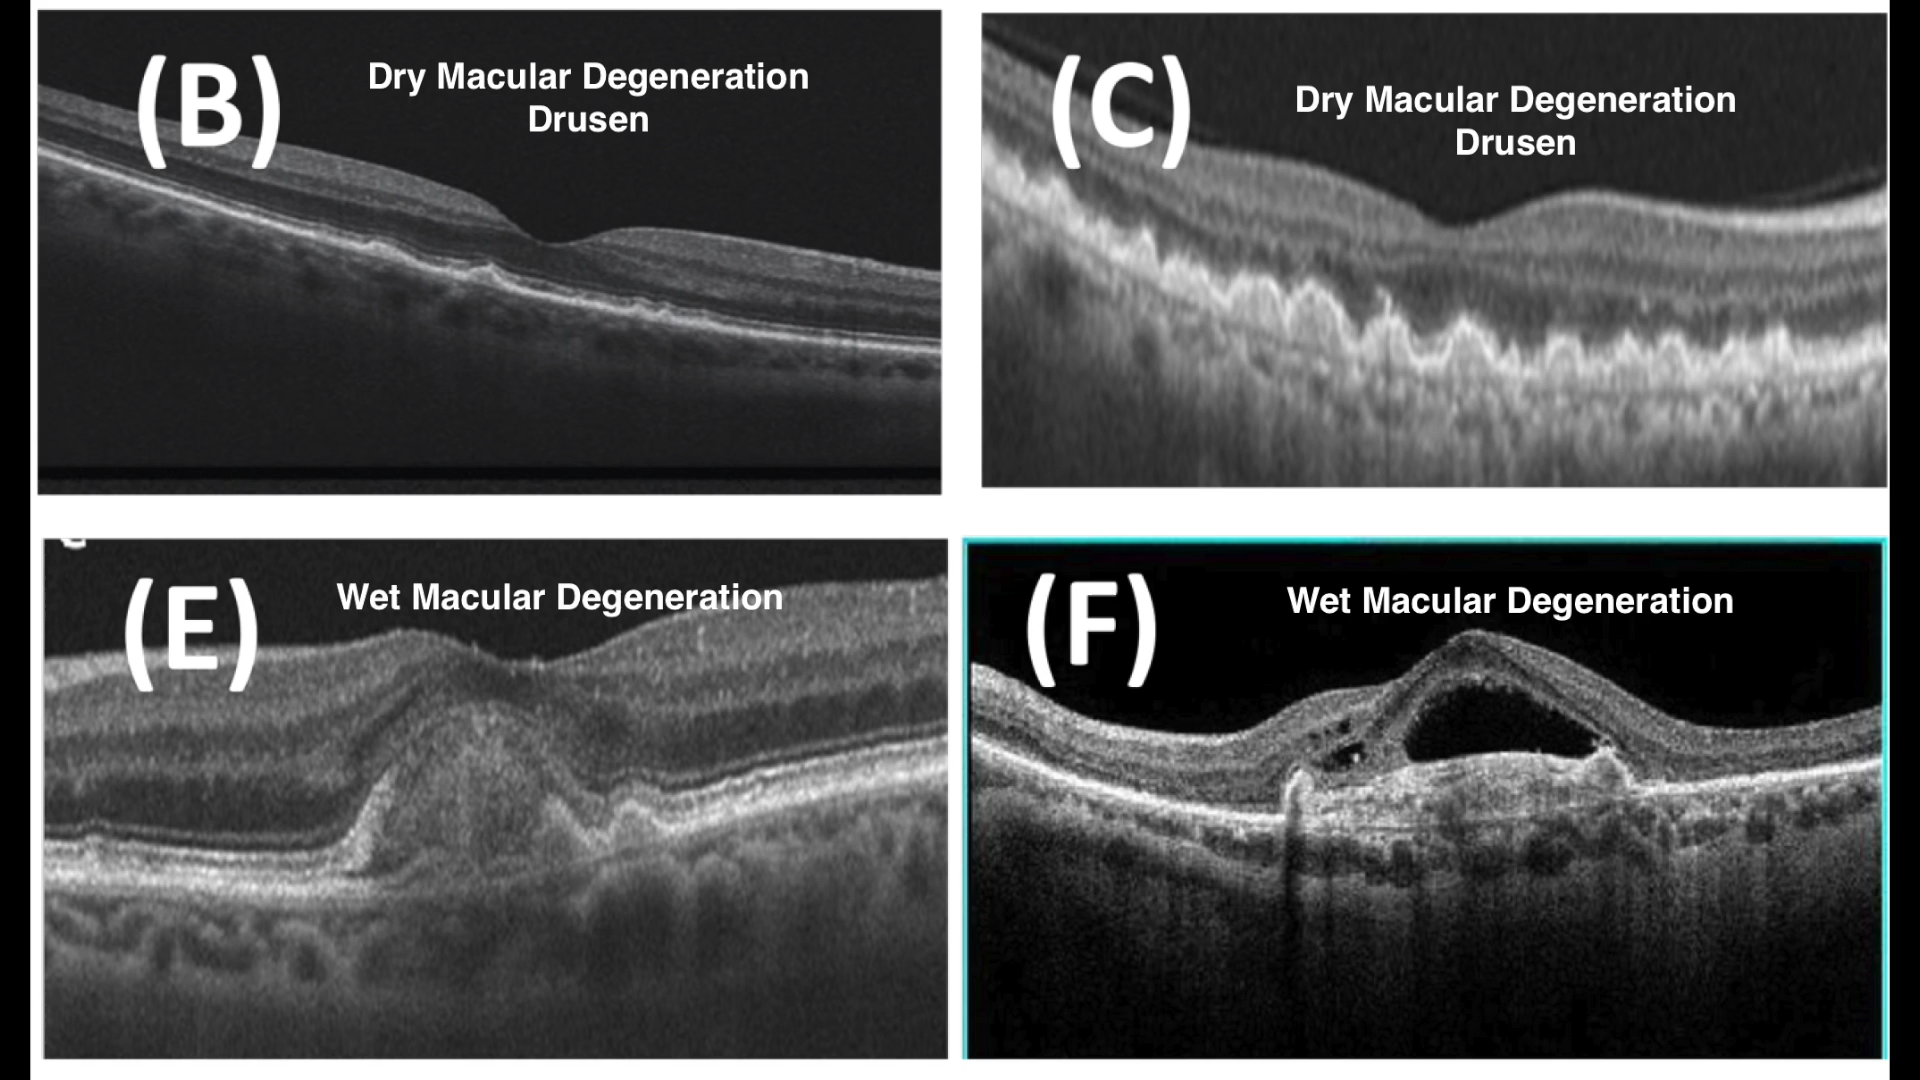 (B)
Dry Macular Degeneration
Drusen
(C)
Dry Macular Degeneration
Drusen
(E)
Wet Macular Degeneration
(F)
Wet Macular Degeneration